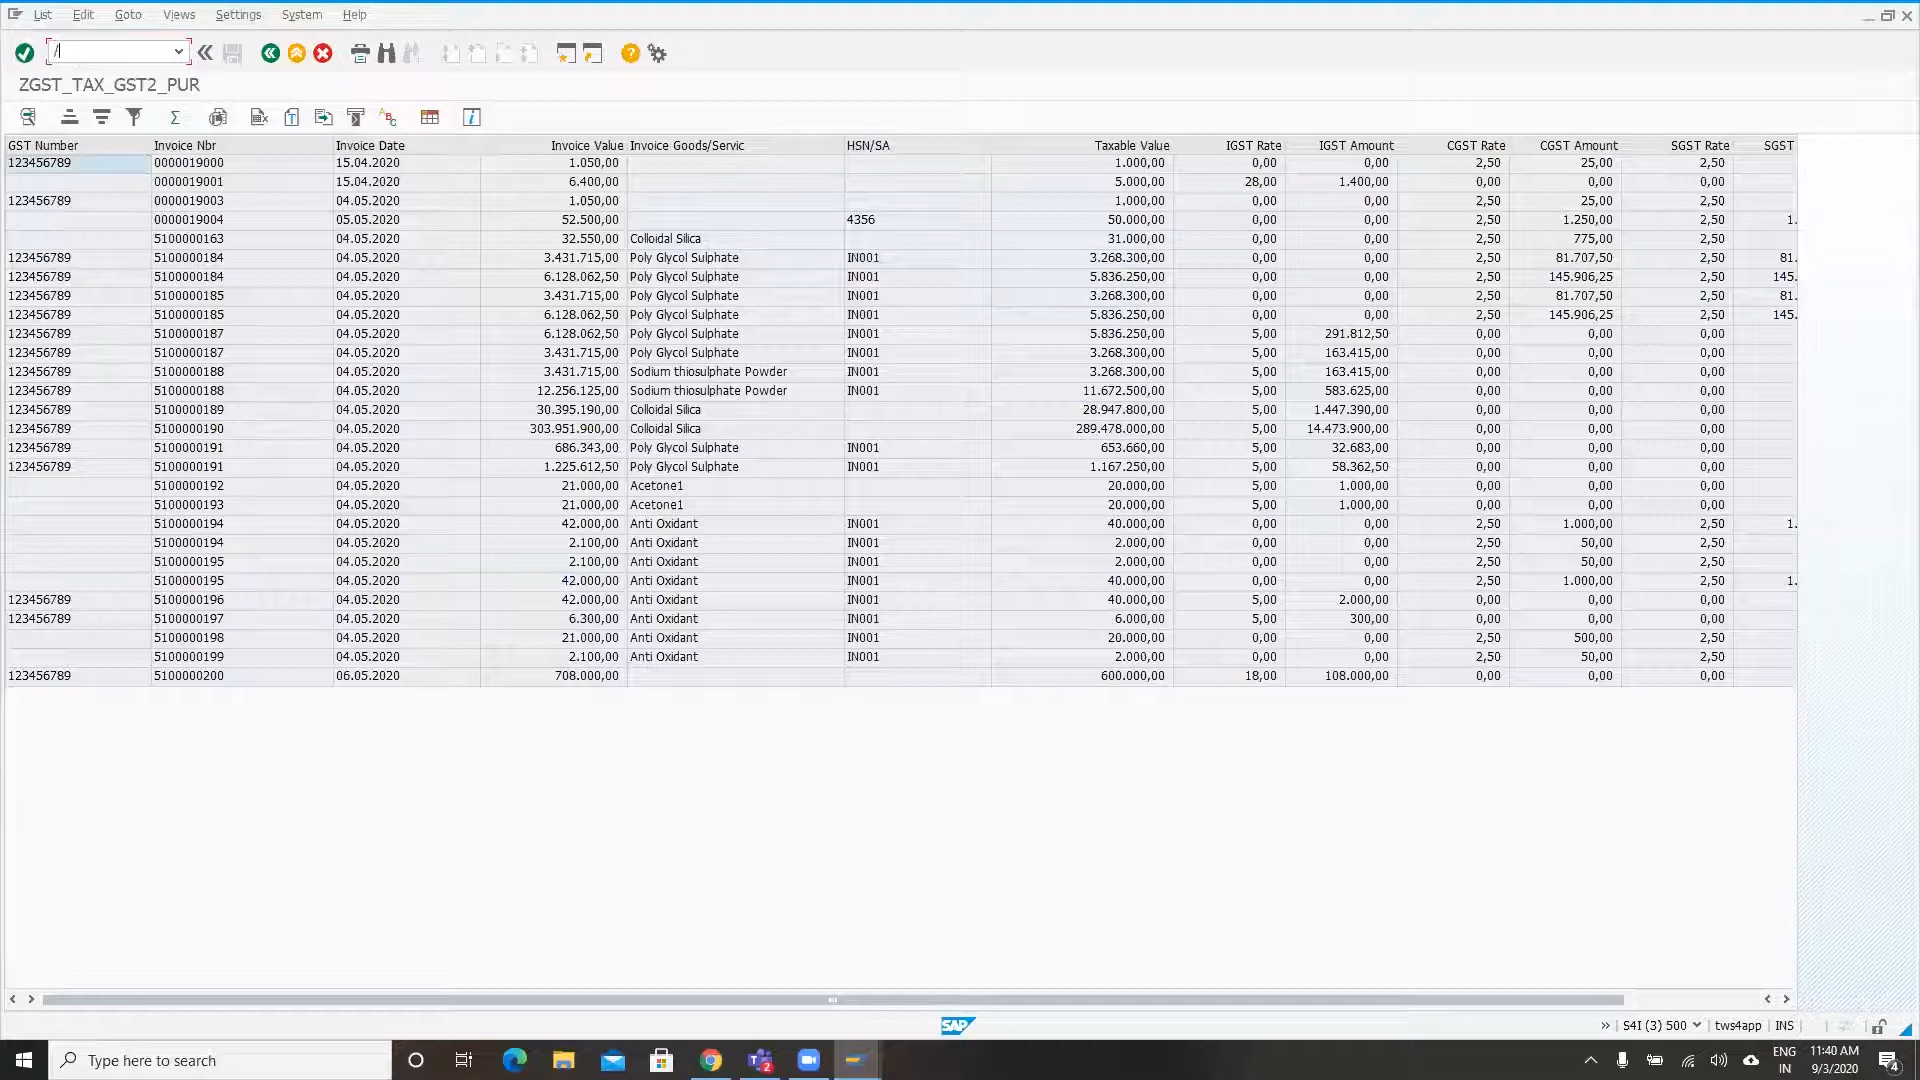 List Edit Goto Views Settings System Help
/
ZGST_TAX_GST2_PUR
GST Number Invoice Nbr Invoice Date Invoice Value Invoice Goods/Servic HSN/SA Taxable Value IGST Rate IGST Amount CGST Rate CGST Amount SGST Rate SGST
123456789 0000019000 15.04.2020 1.050,00 1.000,00 0,00 0,00 2,50 25,00 2,50
0000019001 15.04.2020 6.400,00 5.000,00 28,00 1.400,00 0,00 0,00 0,00
123456789 0000019003 04.05.2020 1.050,00 1.000,00 0,00 0,00 2,50 25,00 2,50
0000019004 05.05.2020 52.500,00 4356 50.000,00 0,00 0,00 2,50 1.250,00 2,50 1.
5100000163 04.05.2020 32.550,00 Colloidal Silica 31.000,00 0,00 0,00 2,50 775,00 2,50
123456789 5100000184 04.05.2020 3.431.715,00 Poly Glycol Sulphate IN001 3.268.300,00 0,00 0,00 2,50 81.707,50 2,50 81.
123456789 5100000184 04.05.2020 6.128.062,50 Poly Glycol Sulphate IN001 5.836.250,00 0,00 0,00 2,50 145.906,25 2,50 145.
123456789 5100000185 04.05.2020 3.431.715,00 Poly Glycol Sulphate IN001 3.268.300,00 0,00 0,00 2,50 81.707,50 2,50 81.
123456789 5100000185 04.05.2020 6.128.062,50 Poly Glycol Sulphate IN001 5.836.250,00 0,00 0,00 2,50 145.906,25 2,50 145.
123456789 5100000187 04.05.2020 6.128.062,50 Poly Glycol Sulphate IN001 5.836.250,00 5,00 291.812,50 0,00 0,00 0,00
123456789 5100000187 04.05.2020 3.431.715,00 Poly Glycol Sulphate IN001 3.268.300,00 5,00 163.415,00 0,00 0,00 0,00
123456789 5100000188 04.05.2020 3.431.715,00 Sodium thiosulphate Powder IN001 3.268.300,00 5,00 163.415,00 0,00 0,00 0,00
123456789 5100000188 04.05.2020 12.256.125,00 Sodium thiosulphate Powder IN001 11.672.500,00 5,00 583.625,00 0,00 0,00 0,00
123456789 5100000189 04.05.2020 30.395.190,00 Colloidal Silica 28.947.800,00 5,00 1.447.390,00 0,00 0,00 0,00
123456789 5100000190 04.05.2020 303.951.900,00 Colloidal Silica 289.478.000,00 5,00 14.473.900,00 0,00 0,00 0,00
123456789 5100000191 04.05.2020 686.343,00 Poly Glycol Sulphate IN001 653.660,00 5,00 32.683,00 0,00 0,00 0,00
123456789 5100000191 04.05.2020 1.225.612,50 Poly Glycol Sulphate IN001 1.167.250,00 5,00 58.362,50 0,00 0,00 0,00
5100000192 04.05.2020 21.000,00 Acetone1 20.000,00 5,00 1.000,00 0,00 0,00 0,00
5100000193 04.05.2020 21.000,00 Acetone1 20.000,00 5,00 1.000,00 0,00 0,00 0,00
5100000194 04.05.2020 42.000,00 Anti Oxidant IN001 40.000,00 0,00 0,00 2,50 1.000,00 2,50 1.
5100000194 04.05.2020 2.100,00 Anti Oxidant IN001 2.000,00 0,00 0,00 2,50 50,00 2,50
5100000195 04.05.2020 2.100,00 Anti Oxidant IN001 2.000,00 0,00 0,00 2,50 50,00 2,50
5100000195 04.05.2020 42.000,00 Anti Oxidant IN001 40.000,00 0,00 0,00 2,50 1.000,00 2,50 1.
123456789 5100000196 04.05.2020 42.000,00 Anti Oxidant IN001 40.000,00 5,00 2.000,00 0,00 0,00 0,00
123456789 5100000197 04.05.2020 6.300,00 Anti Oxidant IN001 6.000,00 5,00 300,00 0,00 0,00 0,00
5100000198 04.05.2020 21.000,00 Anti Oxidant IN001 20.000,00 0,00 0,00 2,50 500,00 2,50
5100000199 04.05.2020 2.100,00 Anti Oxidant IN001 2.000,00 0,00 0,00 2,50 50,00 2,50
123456789 5100000200 06.05.2020 708.000,00 600.000,00 18,00 108.000,00 0,00 0,00 0,00
SAP S4I (3) 500 tws4app INS
Type here to search 2 ENG 11:40 AM
IN 9/3/2020 4